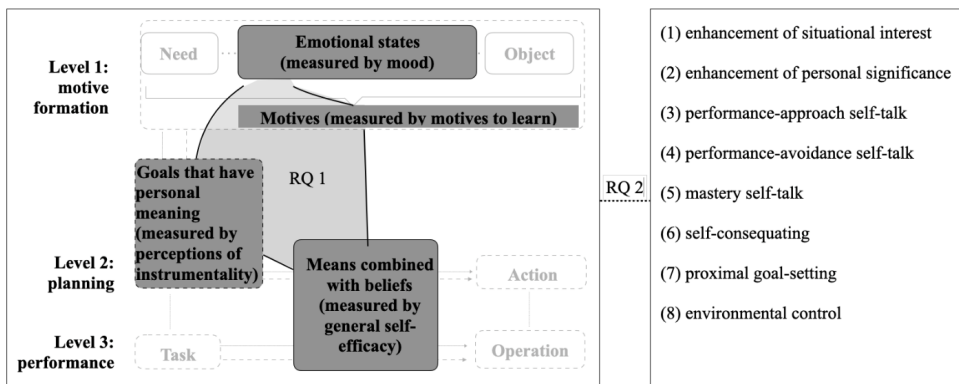 Level 1:
motive
formation
Need
Emotional states
(measured by mood)
Object
Motives (measured by motives to learn)
Goals that have
personal
meaning
(measured by
perceptions of
instrumentality)
RQ 1
Level 2:
planning
Means combined
with beliefs
(measured by
general self-
efficacy)
Action
Level 3:
performance
Task
Operation
RQ 2
(1) enhancement of situational interest
(2) enhancement of personal significance
(3) performance-approach self-talk
(4) performance-avoidance self-talk
(5) mastery self-talk
(6) self-consequating
(7) proximal goal-setting
(8) environmental control